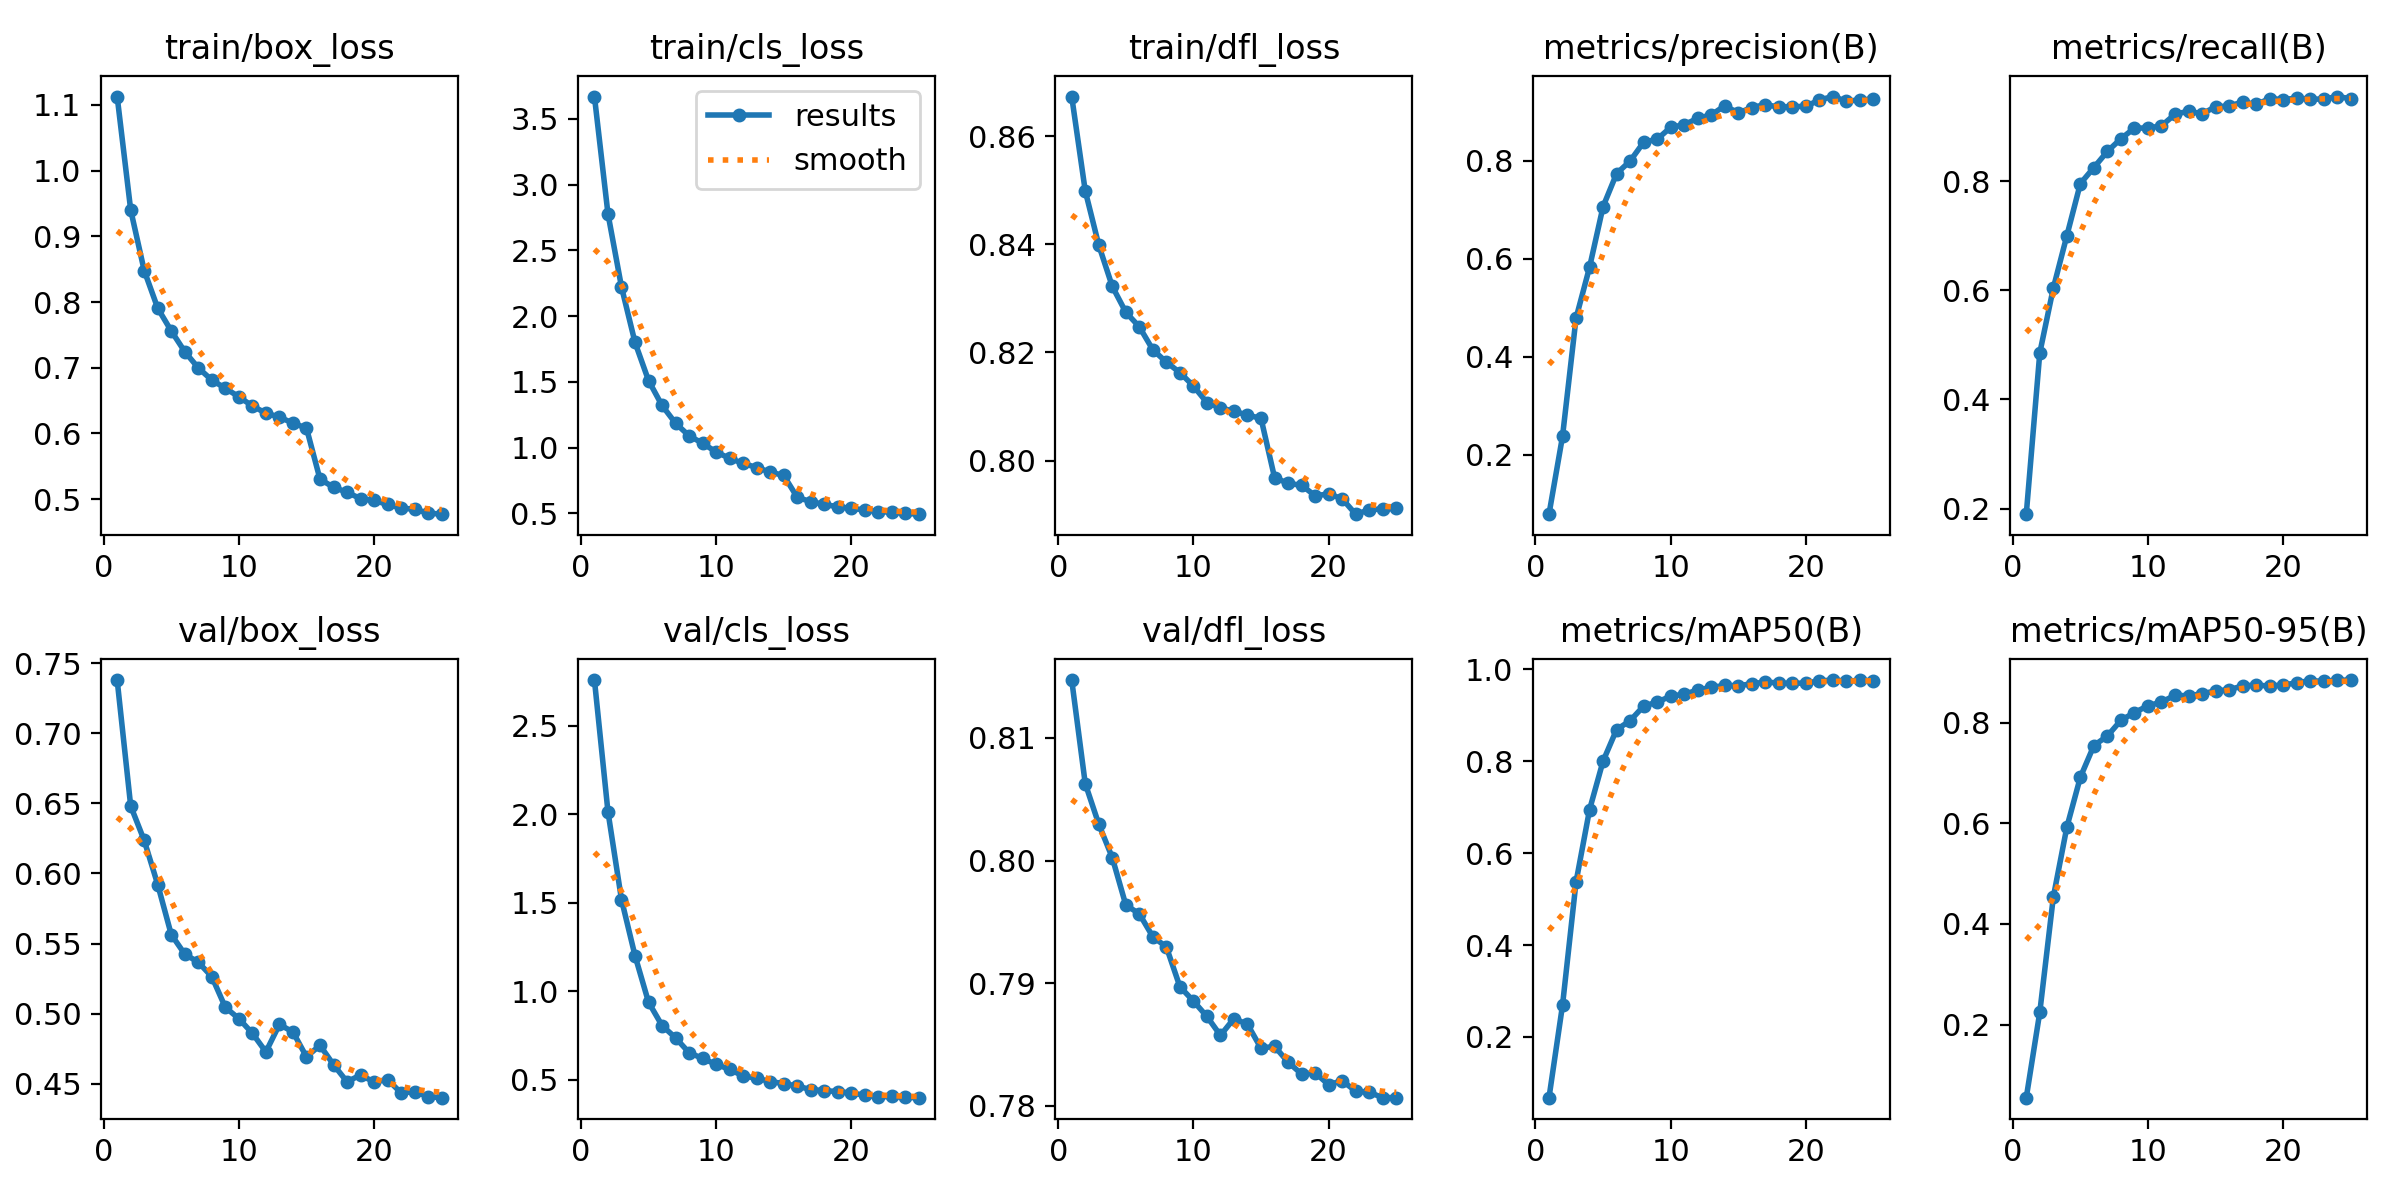 train/box_loss
1.1
1.0
0.9
0.8
0.7
0.6
0.5
0 10 20
train/cls_loss
results
smooth
3.5
3.0
2.5
2.0
1.5
1.0
0.5
0 10 20
train/dfl_loss
0.86
0.84
0.82
0.80
0 10 20
metrics/precision(B)
0.8
0.6
0.4
0.2
0 10 20
metrics/recall(B)
0.8
0.6
0.4
0.2
0 10 20
val/box_loss
0.75
0.70
0.65
0.60
0.55
0.50
0.45
0 10 20
val/cls_loss
2.5
2.0
1.5
1.0
0.5
0 10 20
val/dfl_loss
0.81
0.80
0.79
0.78
0 10 20
metrics/mAP50(B)
1.0
0.8
0.6
0.4
0.2
0 10 20
metrics/mAP50-95(B)
0.8
0.6
0.4
0.2
0 10 20